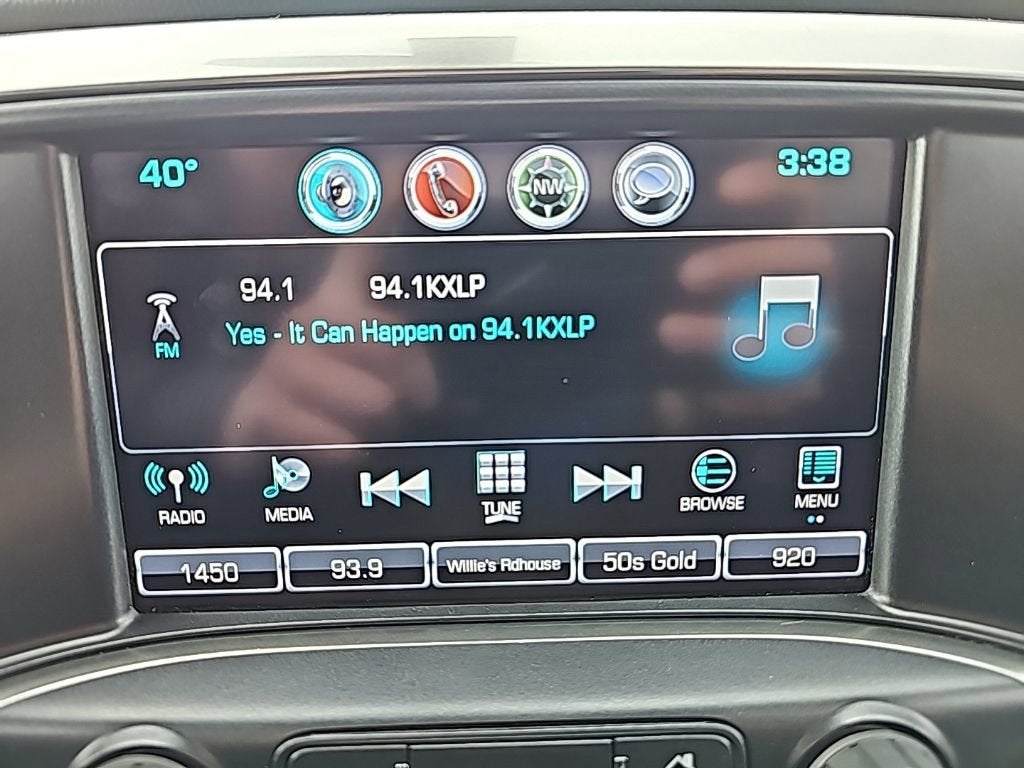 40° NW 3:38
94.1 94.1KXLP
Yes - It Can Happen on 94.1KXLP
FM
RADIO MEDIA TUNE BROWSE MENU
1450 93.9 Willie's Rdhouse 50s Gold 920